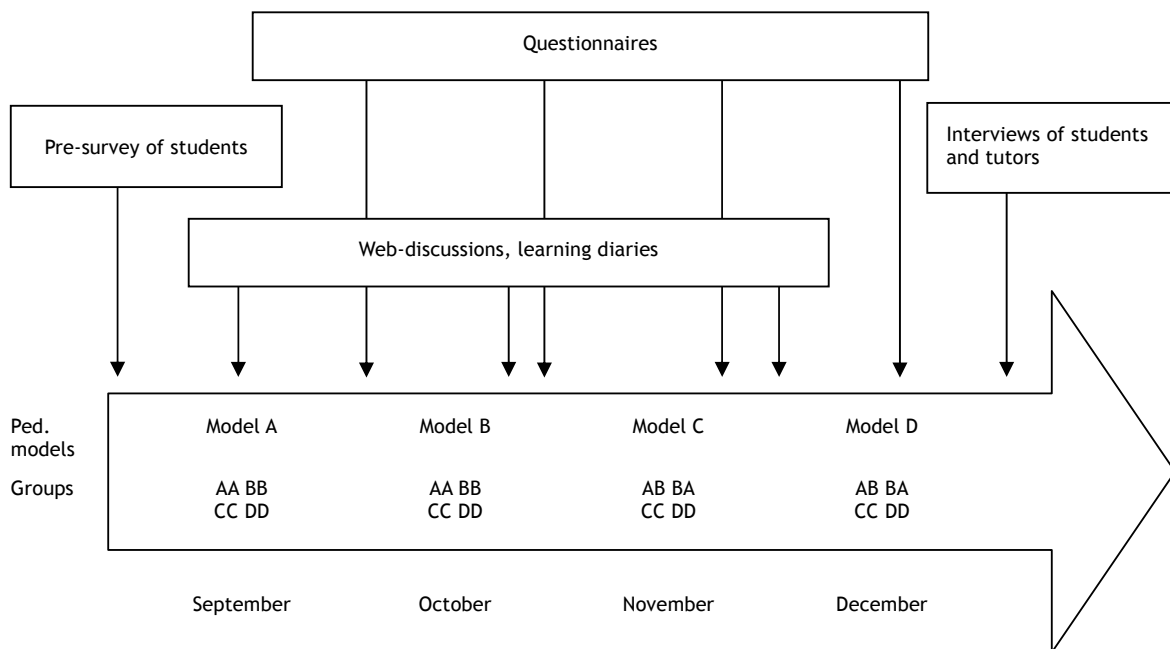 Questionnaires
Pre-survey of students
Interviews of students
and tutors
Web-discussions, learning diaries
Ped.
models
Model A
Model B
Model C
Model D
Groups
AA BB
CC DD
AA BB
CC DD
AB BA
CC DD
AB BA
CC DD
September
October
November
December